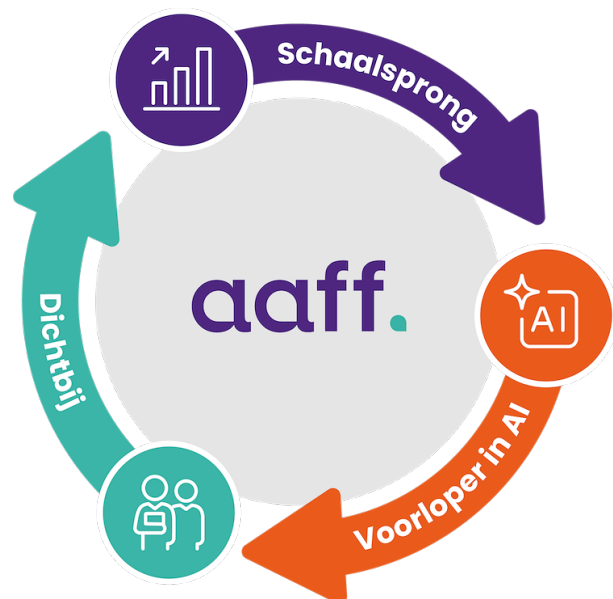 Schaalsprong
AI
aaff.
Dichtbij
Voorloper in AI